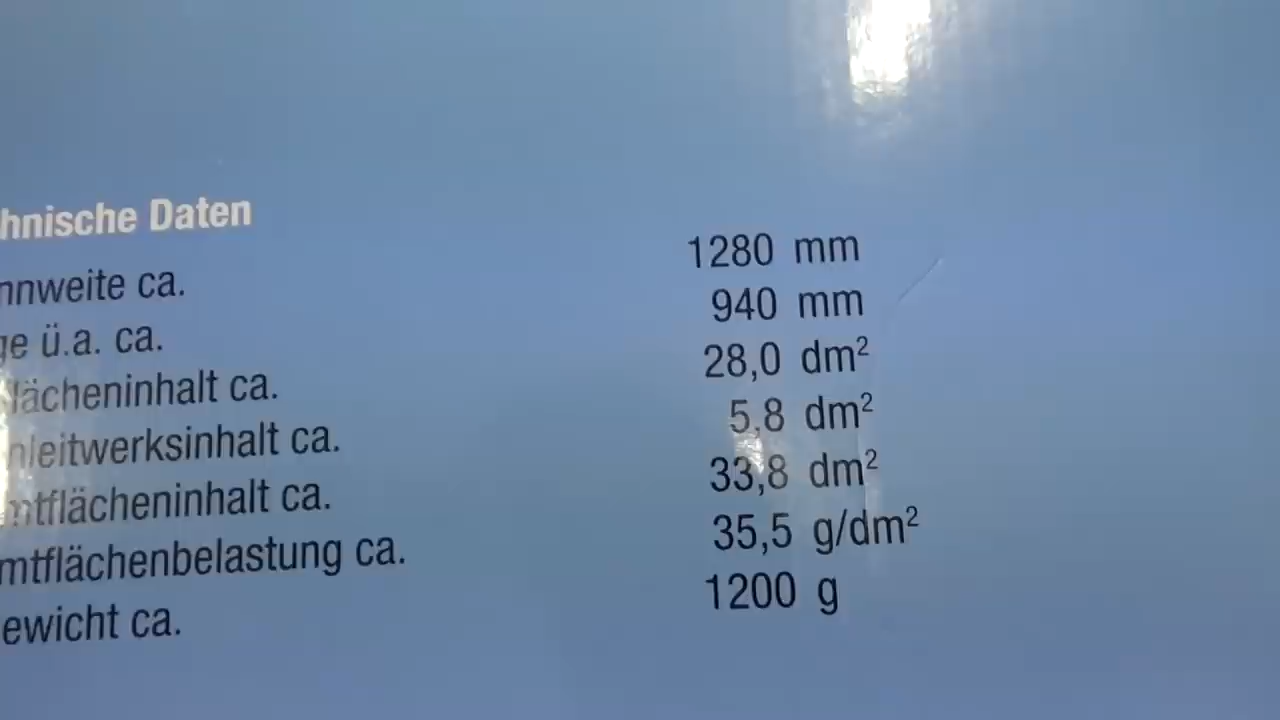 hnische Daten
nnweite ca. 1280 mm
ge ü.a. ca. 940 mm
lächeninhalt ca. 28,0 dm²
nleitwerksinhalt ca. 5,8 dm²
mtflächeninhalt ca. 33,8 dm²
mtflächenbelastung ca. 35,5 g/dm²
ewicht ca. 1200 g